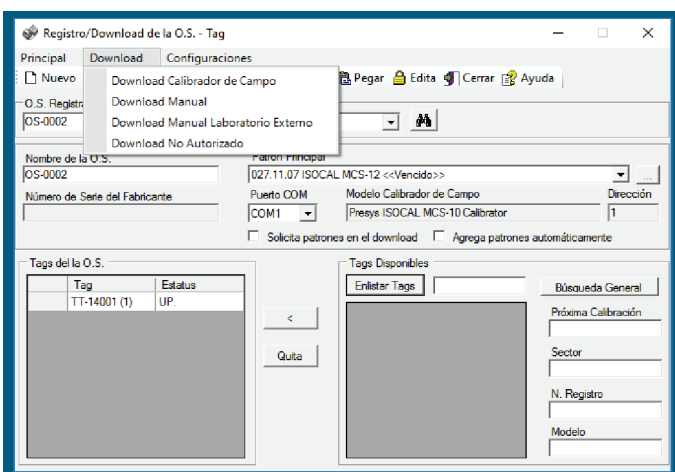 Registro/Download de la O.S. - Tag
Principal Download Configuraciones
Nuevo Pegar Edita Cerrar Ayuda
Download Calibrador de Campo
Download Manual
Download Manual Laboratorio Externo
Download No Autorizado
O.S. Registra
OS-0002
Nombre de la O.S. Patrón Principal
OS-0002 027.11.07 ISOCAL MCS-12 <<Vencido>> ...
Número de Serie del Fabricante Puerto COM Modelo Calibrador de Campo Dirección
COM1 Presys ISOCAL MCS-10 Calibrator 1
Solicita patrones en el download Agrega patrones automáticamente
Tags del la O.S. Tags Disponibles
Tag Estatus Enlistar Tags Búsqueda General
TT-14001 (1) UP.
< Próxima Calibración
Quita Sector
N. Registro
Modelo